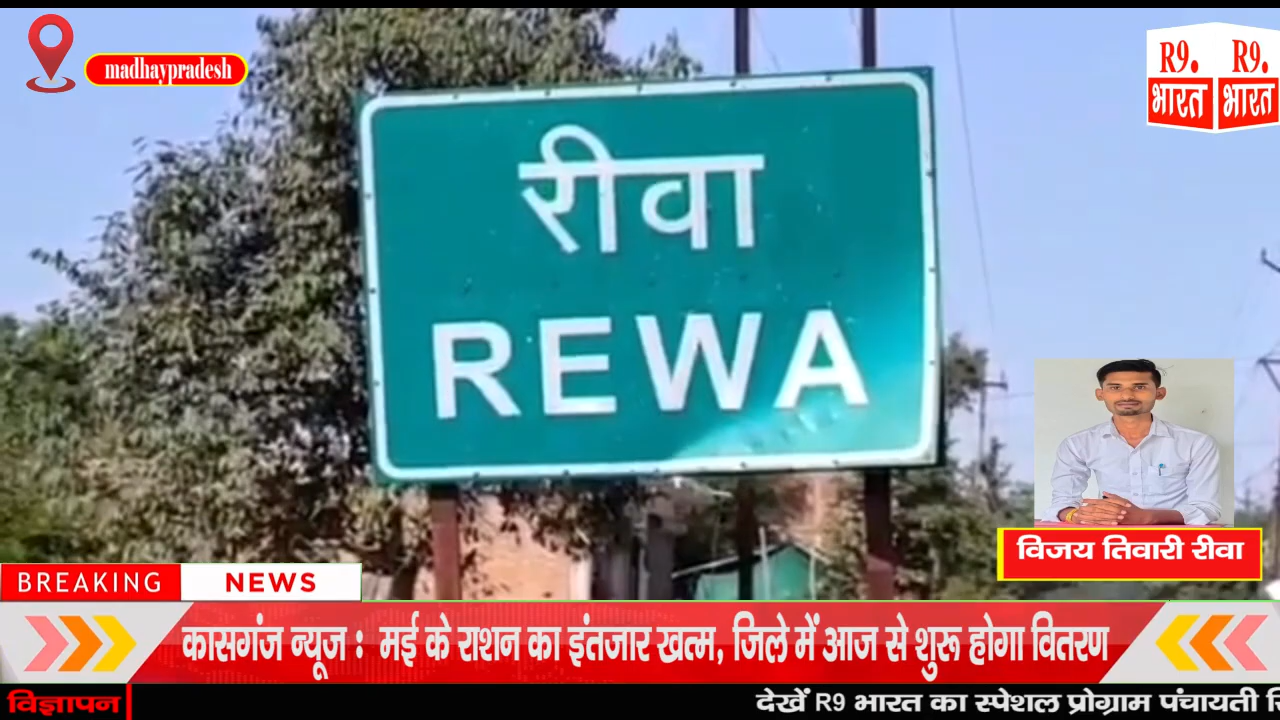 madhaypradesh
R9. R9.
भारत भारत
रीवा
REWA
विजय तिवारी रीवा
BREAKING NEWS
कासगंज न्यूज : मई के राशन का इंतजार खत्म, जिले में आज से शुरू होगा वितरण
विज्ञापन
देखें R9 भारत का स्पेशल प्रोग्राम पंचायती